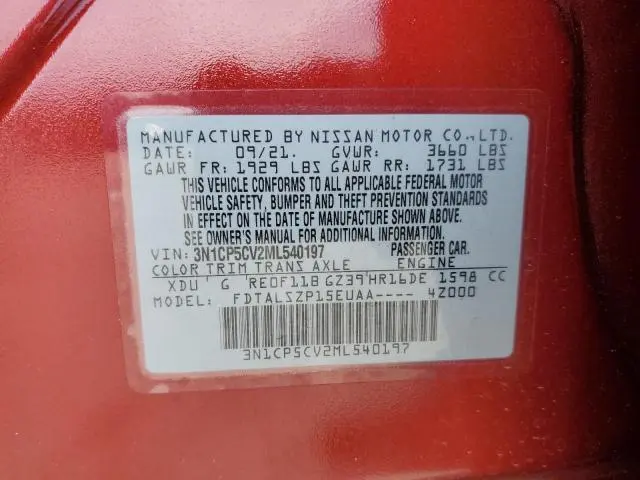 MANUFACTURED BY NISSAN MOTOR CO., LTD.
DATE: 09/21. GVWR: 3660 LBS
GAWR FR: 1929 LBS GAWR RR: 1731 LBS
THIS VEHICLE CONFORMS TO ALL APPLICABLE FEDERAL MOTOR
VEHICLE SAFETY, BUMPER AND THEFT PREVENTION STANDARDS
IN EFFECT ON THE DATE OF MANUFACTURE SHOWN ABOVE.
SEE OWNER'S MANUAL FOR ADDITIONAL INFORMATION.
VIN: 3N1CP5CV2ML540197 PASSENGER CAR.
COLOR TRIM TRANS AXLE ENGINE
XDU G RE0F11B GZ39 HR16DE 1598 CC
MODEL: FDTALSZP15EUAA---- 4Z000
3N1CP5CV2ML540197